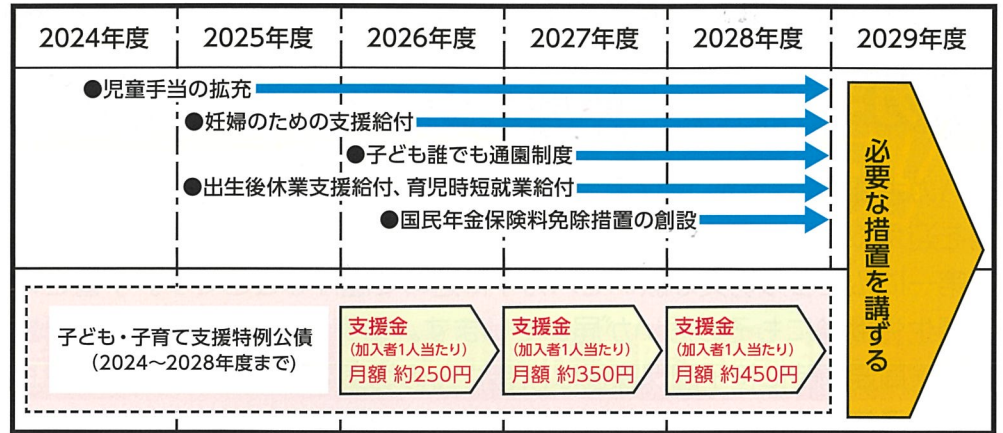 2024年度 2025年度 2026年度 2027年度 2028年度 2029年度
●児童手当の拡充
●妊婦のための支援給付
●子ども誰でも通園制度
●出生後休業支援給付、育児時短就業給付
●国民年金保険料免除措置の創設
必要な措置を講ずる
子ども・子育て支援特例公債
(2024〜2028年度まで)
支援金
(加入者1人当たり)
月額 約250円
支援金
(加入者1人当たり)
月額 約350円
支援金
(加入者1人当たり)
月額 約450円